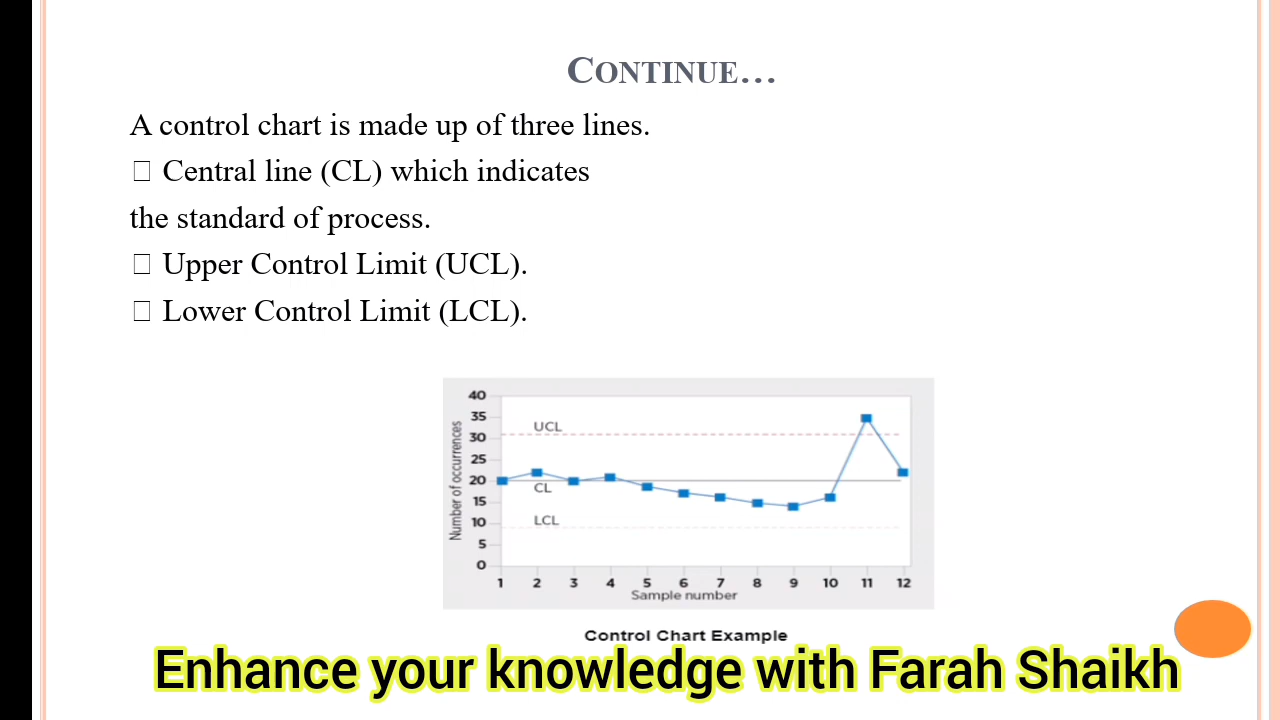 CONTINUE…
A control chart is made up of three lines.
□ Central line (CL) which indicates
the standard of process.
□ Upper Control Limit (UCL).
□ Lower Control Limit (LCL).
40
35
30
25
20
15
10
5
0
Number of occurrences
UCL
CL
LCL
1 2 3 4 5 6 7 8 9 10 11 12
Sample number
Control Chart Example
Enhance your knowledge with Farah Shaikh